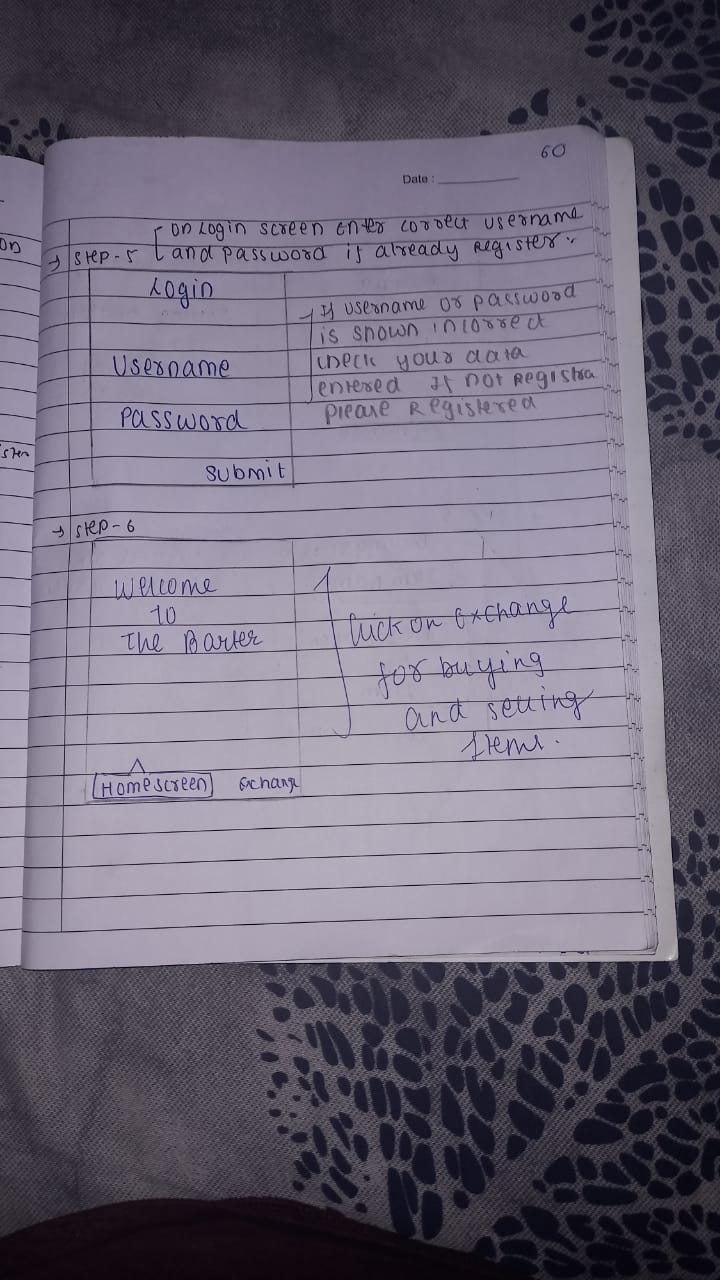 60
Date :
on Login screen enter correct username
→ Step-5 and password if already Register.
Login
If username or password
is shown incorrect
Username
check your data
entered If not Registra
Password
please Registered
Submit
→ Step-6
Welcome
To
The Barter
Click on Exchange
for buying
and selling
Items.
Homescreen Exchange
on
ister